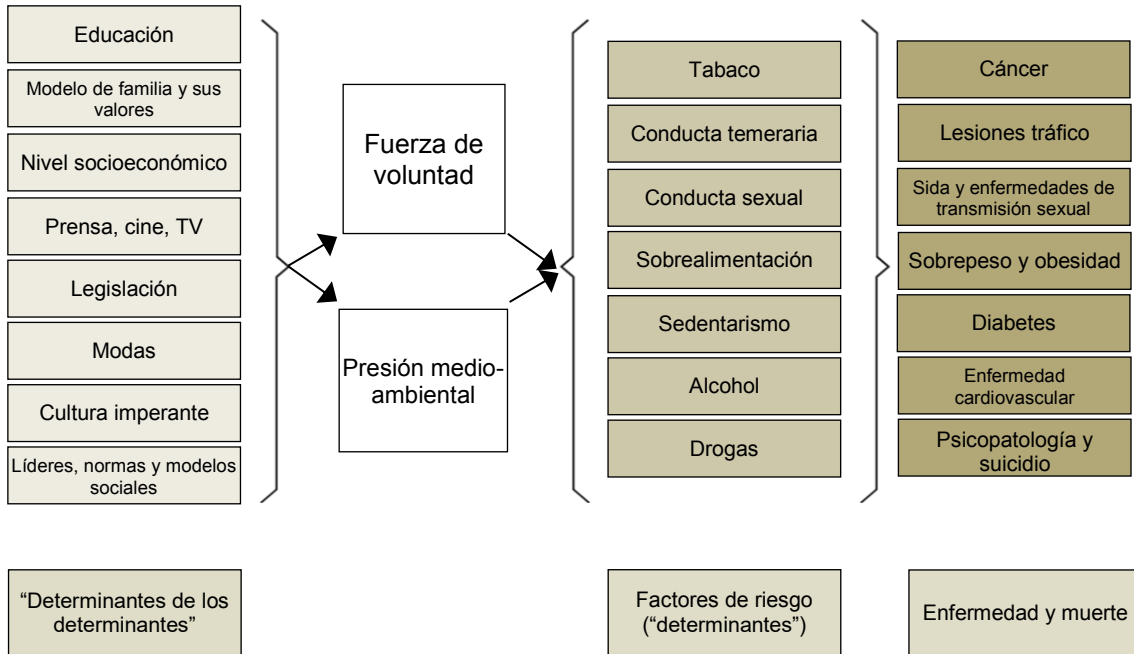 Educación
Modelo de familia y sus
valores
Nivel socioeconómico
Prensa, cine, TV
Legislación
Modas
Cultura imperante
Líderes, normas y modelos
sociales
Fuerza de
voluntad
Presión medio-
ambiental
Tabaco
Conducta temeraria
Conducta sexual
Sobrealimentación
Sedentarismo
Alcohol
Drogas
Cáncer
Lesiones tráfico
Sida y enfermedades de
transmisión sexual
Sobrepeso y obesidad
Diabetes
Enfermedad
cardiovascular
Psicopatología y
suicidio
“Determinantes de los
determinantes”
Factores de riesgo
(“determinantes”)
Enfermedad y muerte